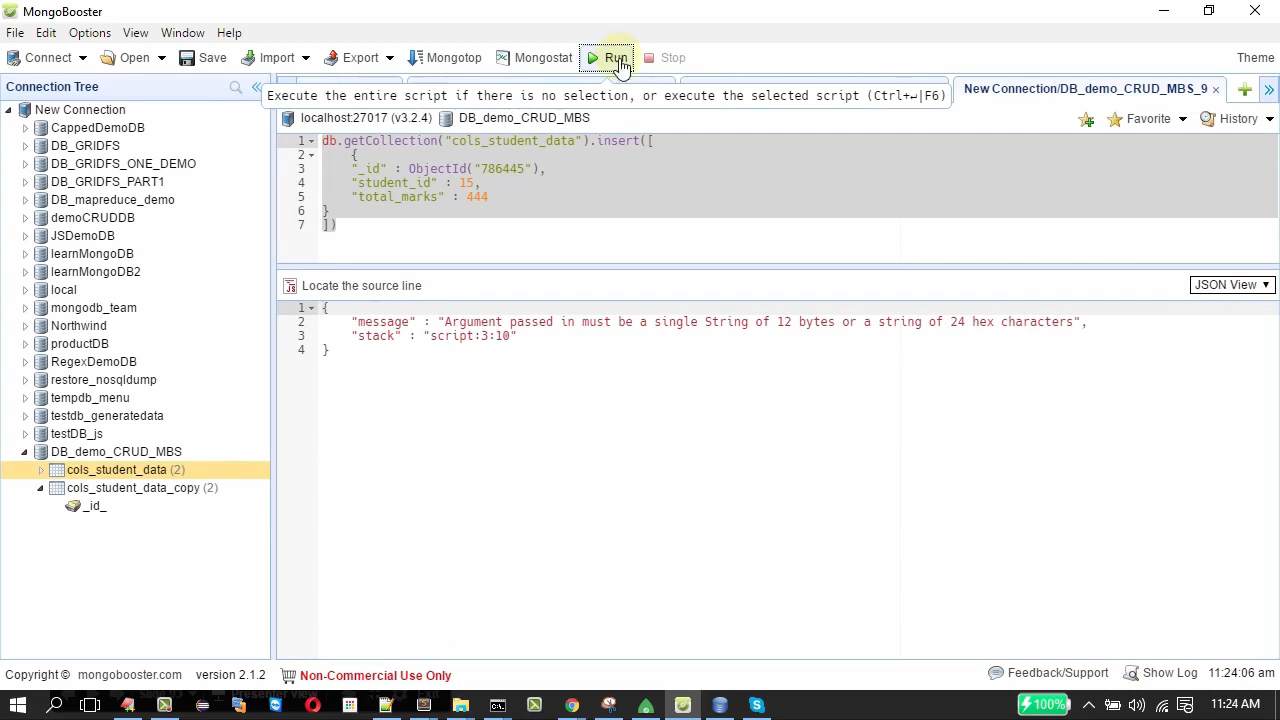 MongoBooster
File Edit Options View Window Help
Connect Open Save Import Export Mongotop Mongostat Run Stop Theme
Connection Tree
Execute the entire script if there is no selection, or execute the selected script (Ctrl+↵|F6)
New Connection/DB_demo_CRUD_MBS_9 ×
localhost:27017 (v3.2.4) DB_demo_CRUD_MBS
Favorite History
New Connection
CappedDemoDB
DB_GRIDFS
DB_GRIDFS_ONE_DEMO
DB_GRIDFS_PART1
DB_mapreduce_demo
demoCRUDDB
JSDemoDB
learnMongoDB
learnMongoDB2
local
mongodb_team
Northwind
productDB
RegexDemoDB
restore_nosqldump
tempdb_menu
testdb_generatedata
testDB_js
DB_demo_CRUD_MBS
cols_student_data (2)
cols_student_data_copy (2)
_id_
1 db.getCollection("cols_student_data").insert([
2 {
3 "_id" : ObjectId("786445"),
4 "student_id" : 15,
5 "total_marks" : 444
6 }
7 ])
Locate the source line
JSON View ▼
1 {
2 "message" : "Argument passed in must be a single String of 12 bytes or a string of 24 hex characters",
3 "stack" : "script:3:10"
4 }
Copyright © mongobooster.com version 2.1.2 Non-Commercial Use Only
Feedback/Support Show Log 11:24:06 am
100%
11:24 AM